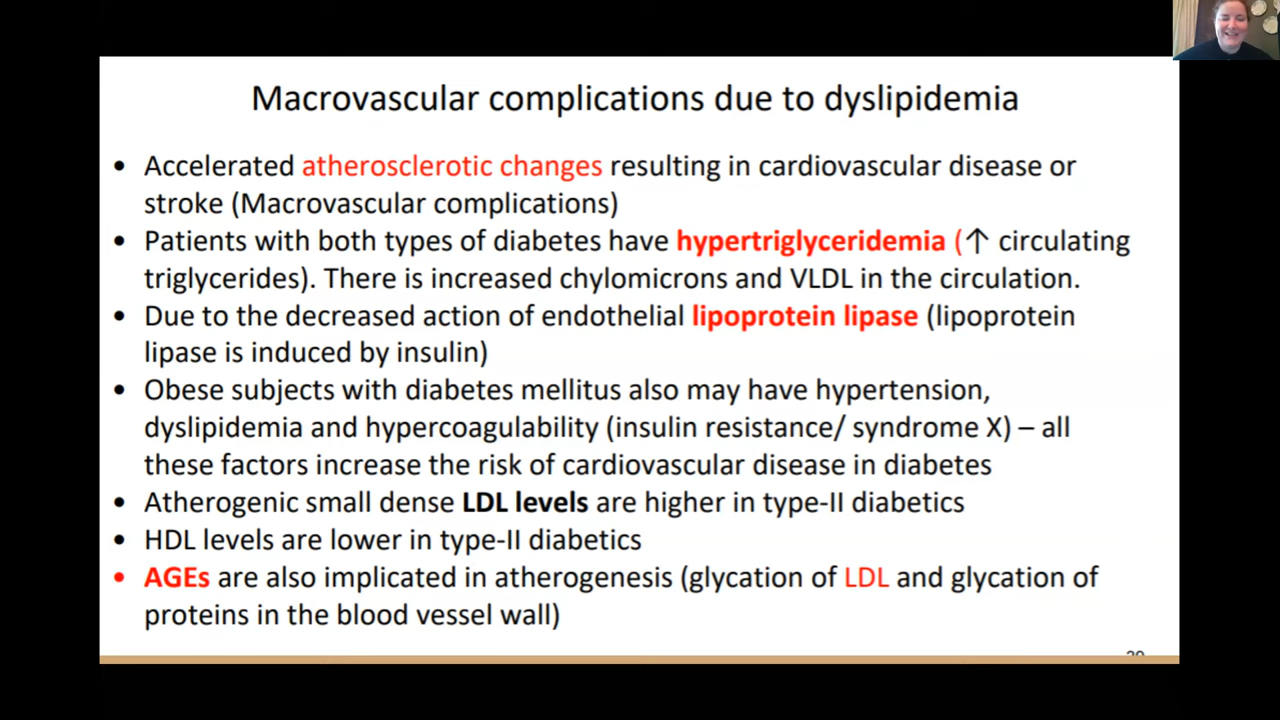 Macrovascular complications due to dyslipidemia
• Accelerated atherosclerotic changes resulting in cardiovascular disease or
stroke (Macrovascular complications)
• Patients with both types of diabetes have hypertriglyceridemia (↑ circulating
triglycerides). There is increased chylomicrons and VLDL in the circulation.
• Due to the decreased action of endothelial lipoprotein lipase (lipoprotein
lipase is induced by insulin)
• Obese subjects with diabetes mellitus also may have hypertension,
dyslipidemia and hypercoagulability (insulin resistance/ syndrome X) – all
these factors increase the risk of cardiovascular disease in diabetes
• Atherogenic small dense LDL levels are higher in type-II diabetics
• HDL levels are lower in type-II diabetics
• AGEs are also implicated in atherogenesis (glycation of LDL and glycation of
proteins in the blood vessel wall)